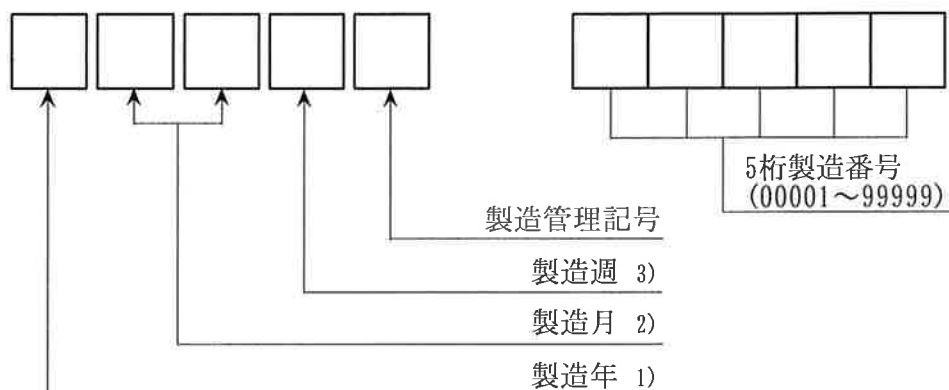 5桁製造番号
(00001～99999)
製造管理記号
製造週 3)
製造月 2)
製造年 1)